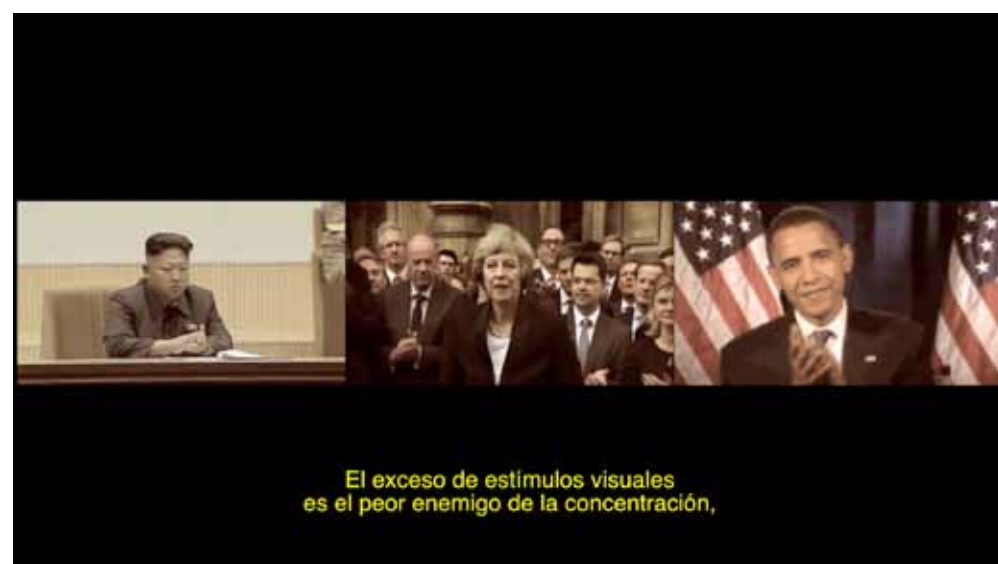 El exceso de estímulos visuales
es el peor enemigo de la concentración,